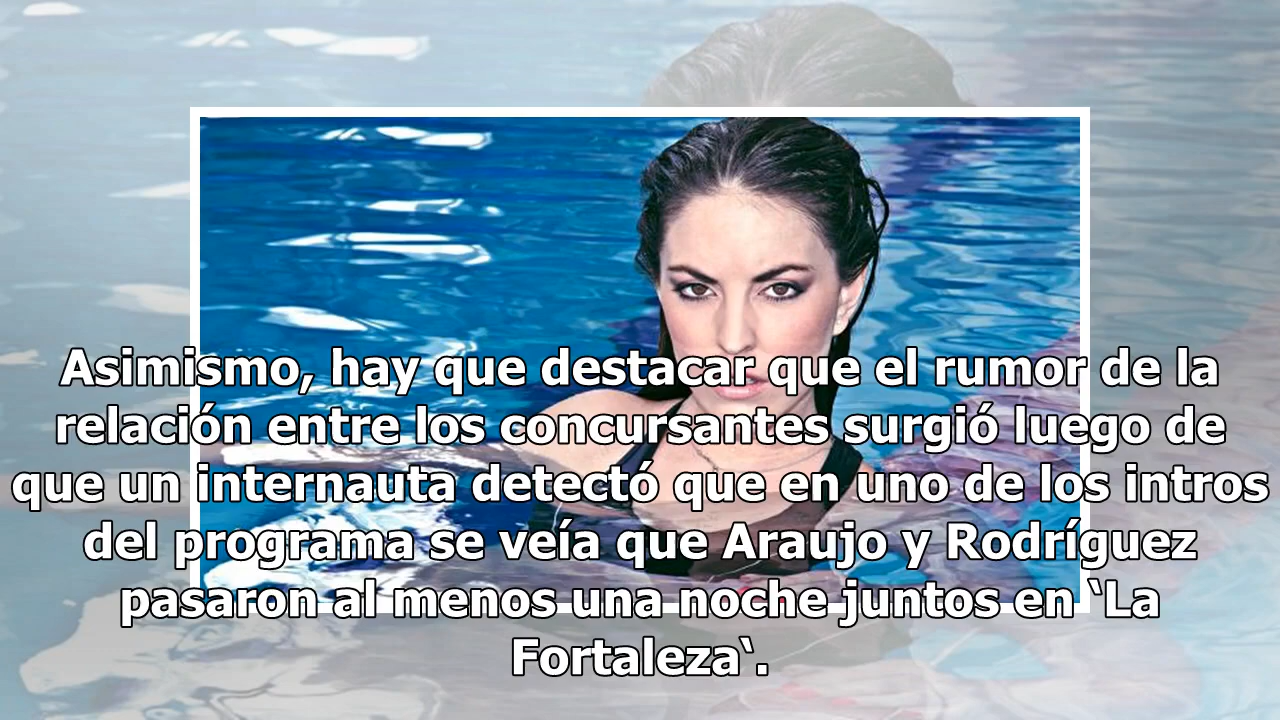 Asimismo, hay que destacar que el rumor de la
relación entre los concursantes surgió luego de
que un internauta detectó que en uno de los intros
del programa se veía que Araujo y Rodríguez
pasaron al menos una noche juntos en ‘La
Fortaleza‛.